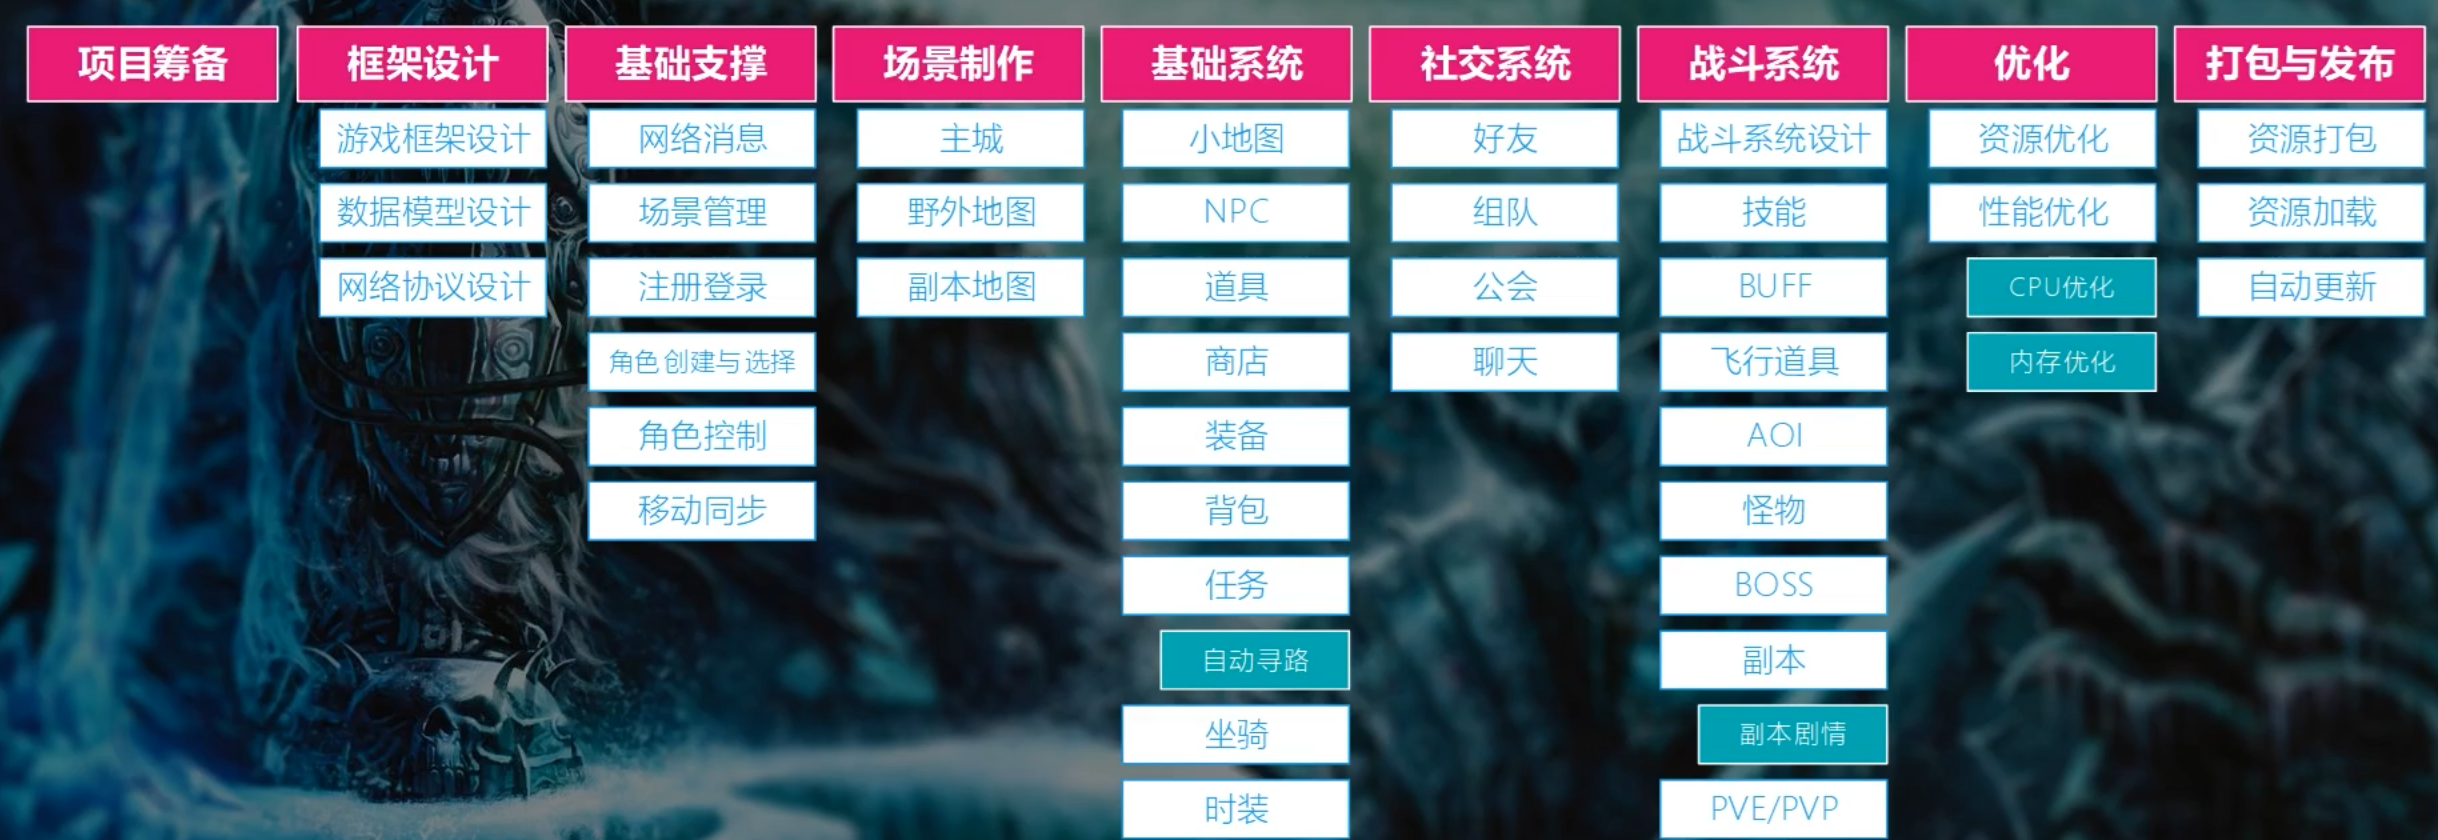 项目筹备
框架设计
游戏框架设计
数据模型设计
网络协议设计
基础支撑
网络消息
场景管理
注册登录
角色创建与选择
角色控制
移动同步
场景制作
主城
野外地图
副本地图
基础系统
小地图
NPC
道具
商店
装备
背包
任务
自动寻路
坐骑
时装
社交系统
好友
组队
公会
聊天
战斗系统
战斗系统设计
技能
BUFF
飞行道具
AOI
怪物
BOSS
副本
副本剧情
PVE/PVP
优化
资源优化
性能优化
CPU优化
内存优化
打包与发布
资源打包
资源加载
自动更新